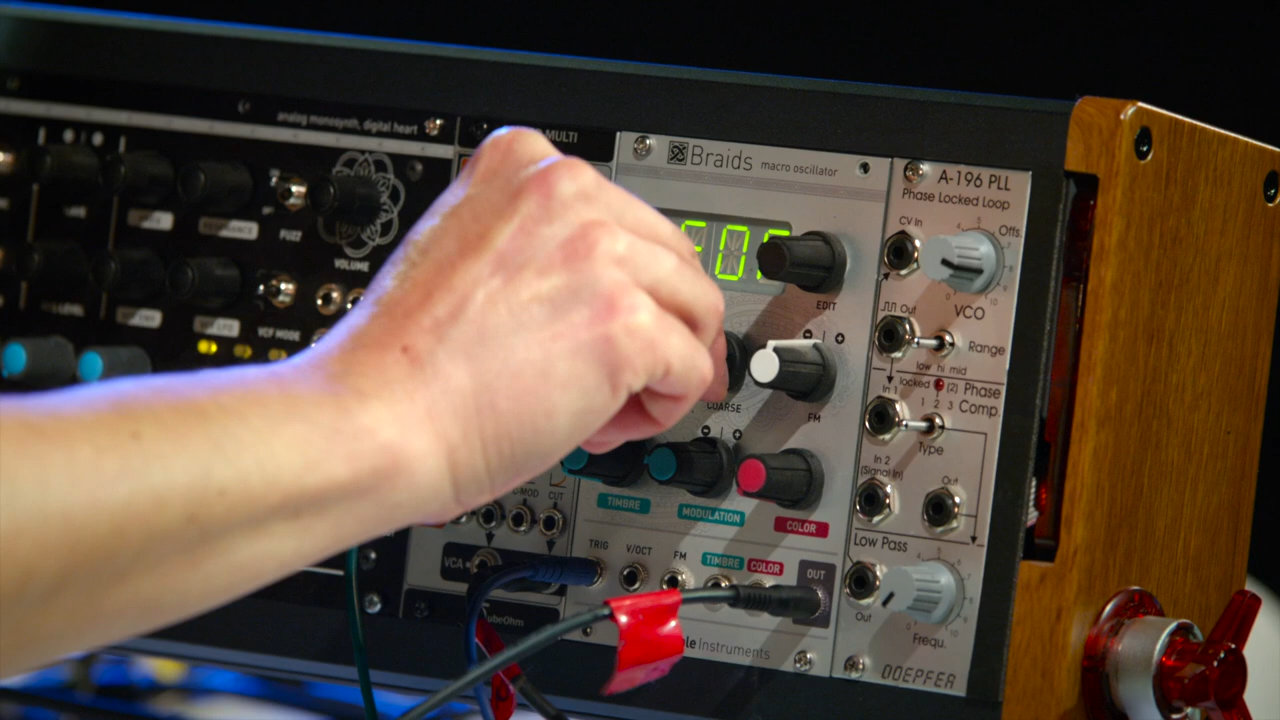 analog monosynth, digital heart
MULTI
Braids macro oscillator
A-196 PLL
Phase Locked Loop
CV In
Offs.
VCO
Out
Range
low hi mid
locked
(2) Phase
Comp.
In 1
1 2 3
Type
In 2
(Signal In)
Out
Low Pass
Out
Frequ.
DOEPFER
EDIT
COARSE
FM
TIMBRE
MODULATION
COLOR
TRIG
V/OCT
FM
TIMBRE
COLOR
OUT
Instruments
FUZZ
VOLUME
VCF MODE
MOD
CUT
VCA